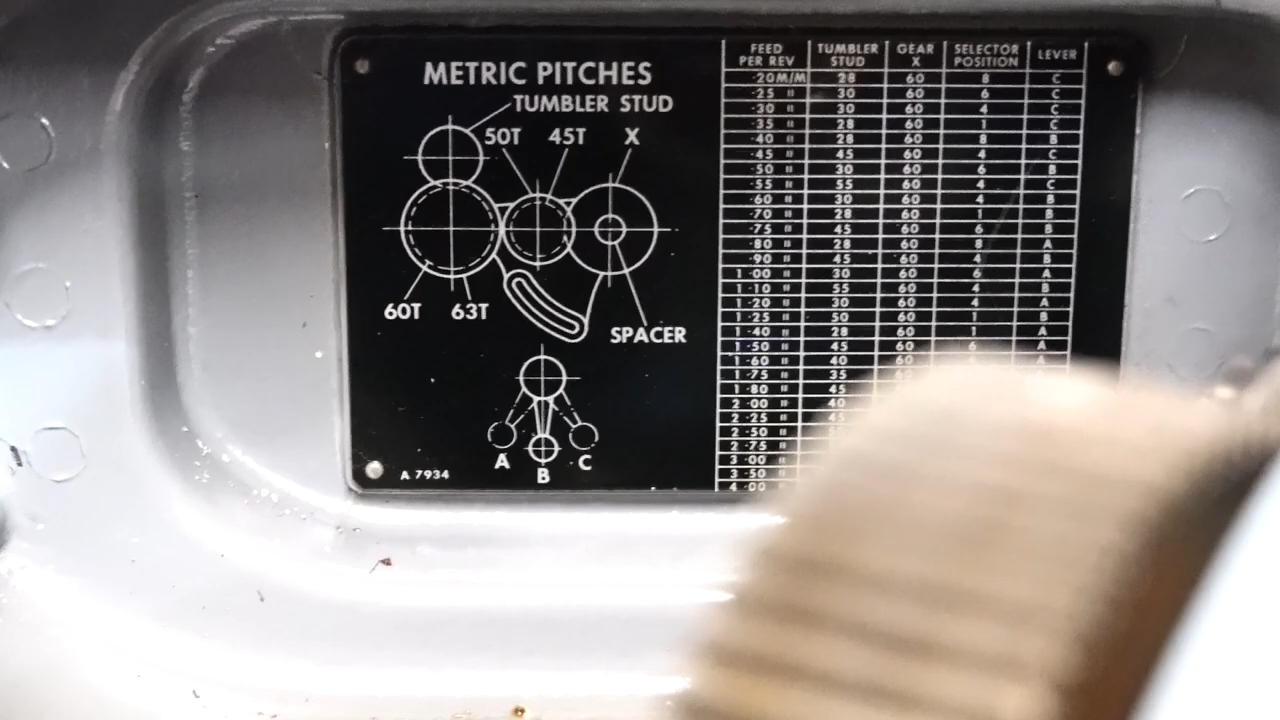 METRIC PITCHES
TUMBLER STUD
50T 45T X
60T 63T
SPACER
A B C
A 7934
FEED PER REV TUMBLER STUD GEAR X SELECTOR POSITION LEVER
·20M/M 28 60 8 C
·25 " 30 60 6 C
·30 " 30 60 4 C
·35 " 28 60 1 C
·40 " 28 60 8 B
·45 " 45 60 4 C
·50 " 30 60 6 B
·55 " 55 60 4 C
·60 " 30 60 4 B
·70 " 28 60 1 B
·75 " 45 60 6 B
·80 " 28 60 8 A
·90 " 45 60 4 B
1·00 " 30 60 6 A
1·10 " 55 60 4 B
1·20 " 30 60 4 A
1·25 " 50 60 1 B
1·40 " 28 60 1 A
1·50 " 45 60 6 A
1·60 " 40 60 A
1·75 " 35
1·80 " 45
2·00 " 40
2·25 " 45
2·50 "
2·75 "
3·00 "
3·50 "
4·00 "